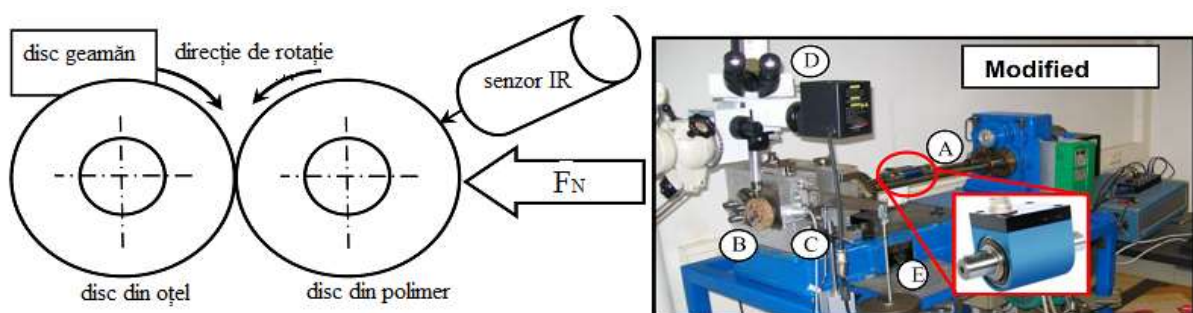 disc geamăn
direcție de rotație
senzor IR
FN
disc din oțel
disc din polimer
Modified
D
A
B
C
E